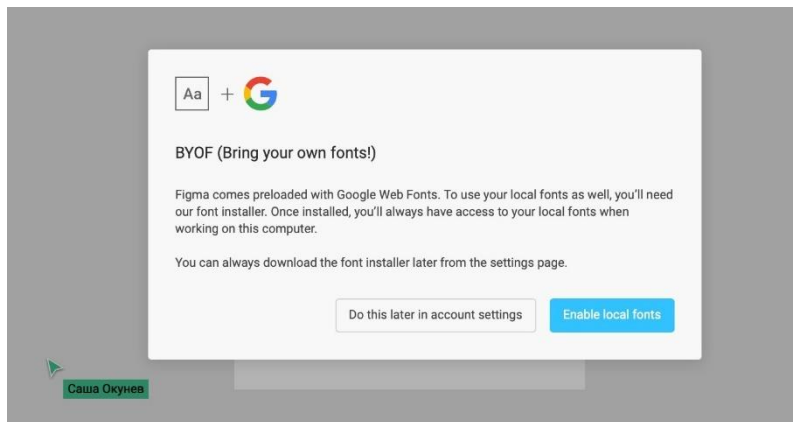 Aa + G
BYOF (Bring your own fonts!)
Figma comes preloaded with Google Web Fonts. To use your local fonts as well, you'll need
our font installer. Once installed, you'll always have access to your local fonts when
working on this computer.
You can always download the font installer later from the settings page.
Do this later in account settings
Enable local fonts
Саша Окунев